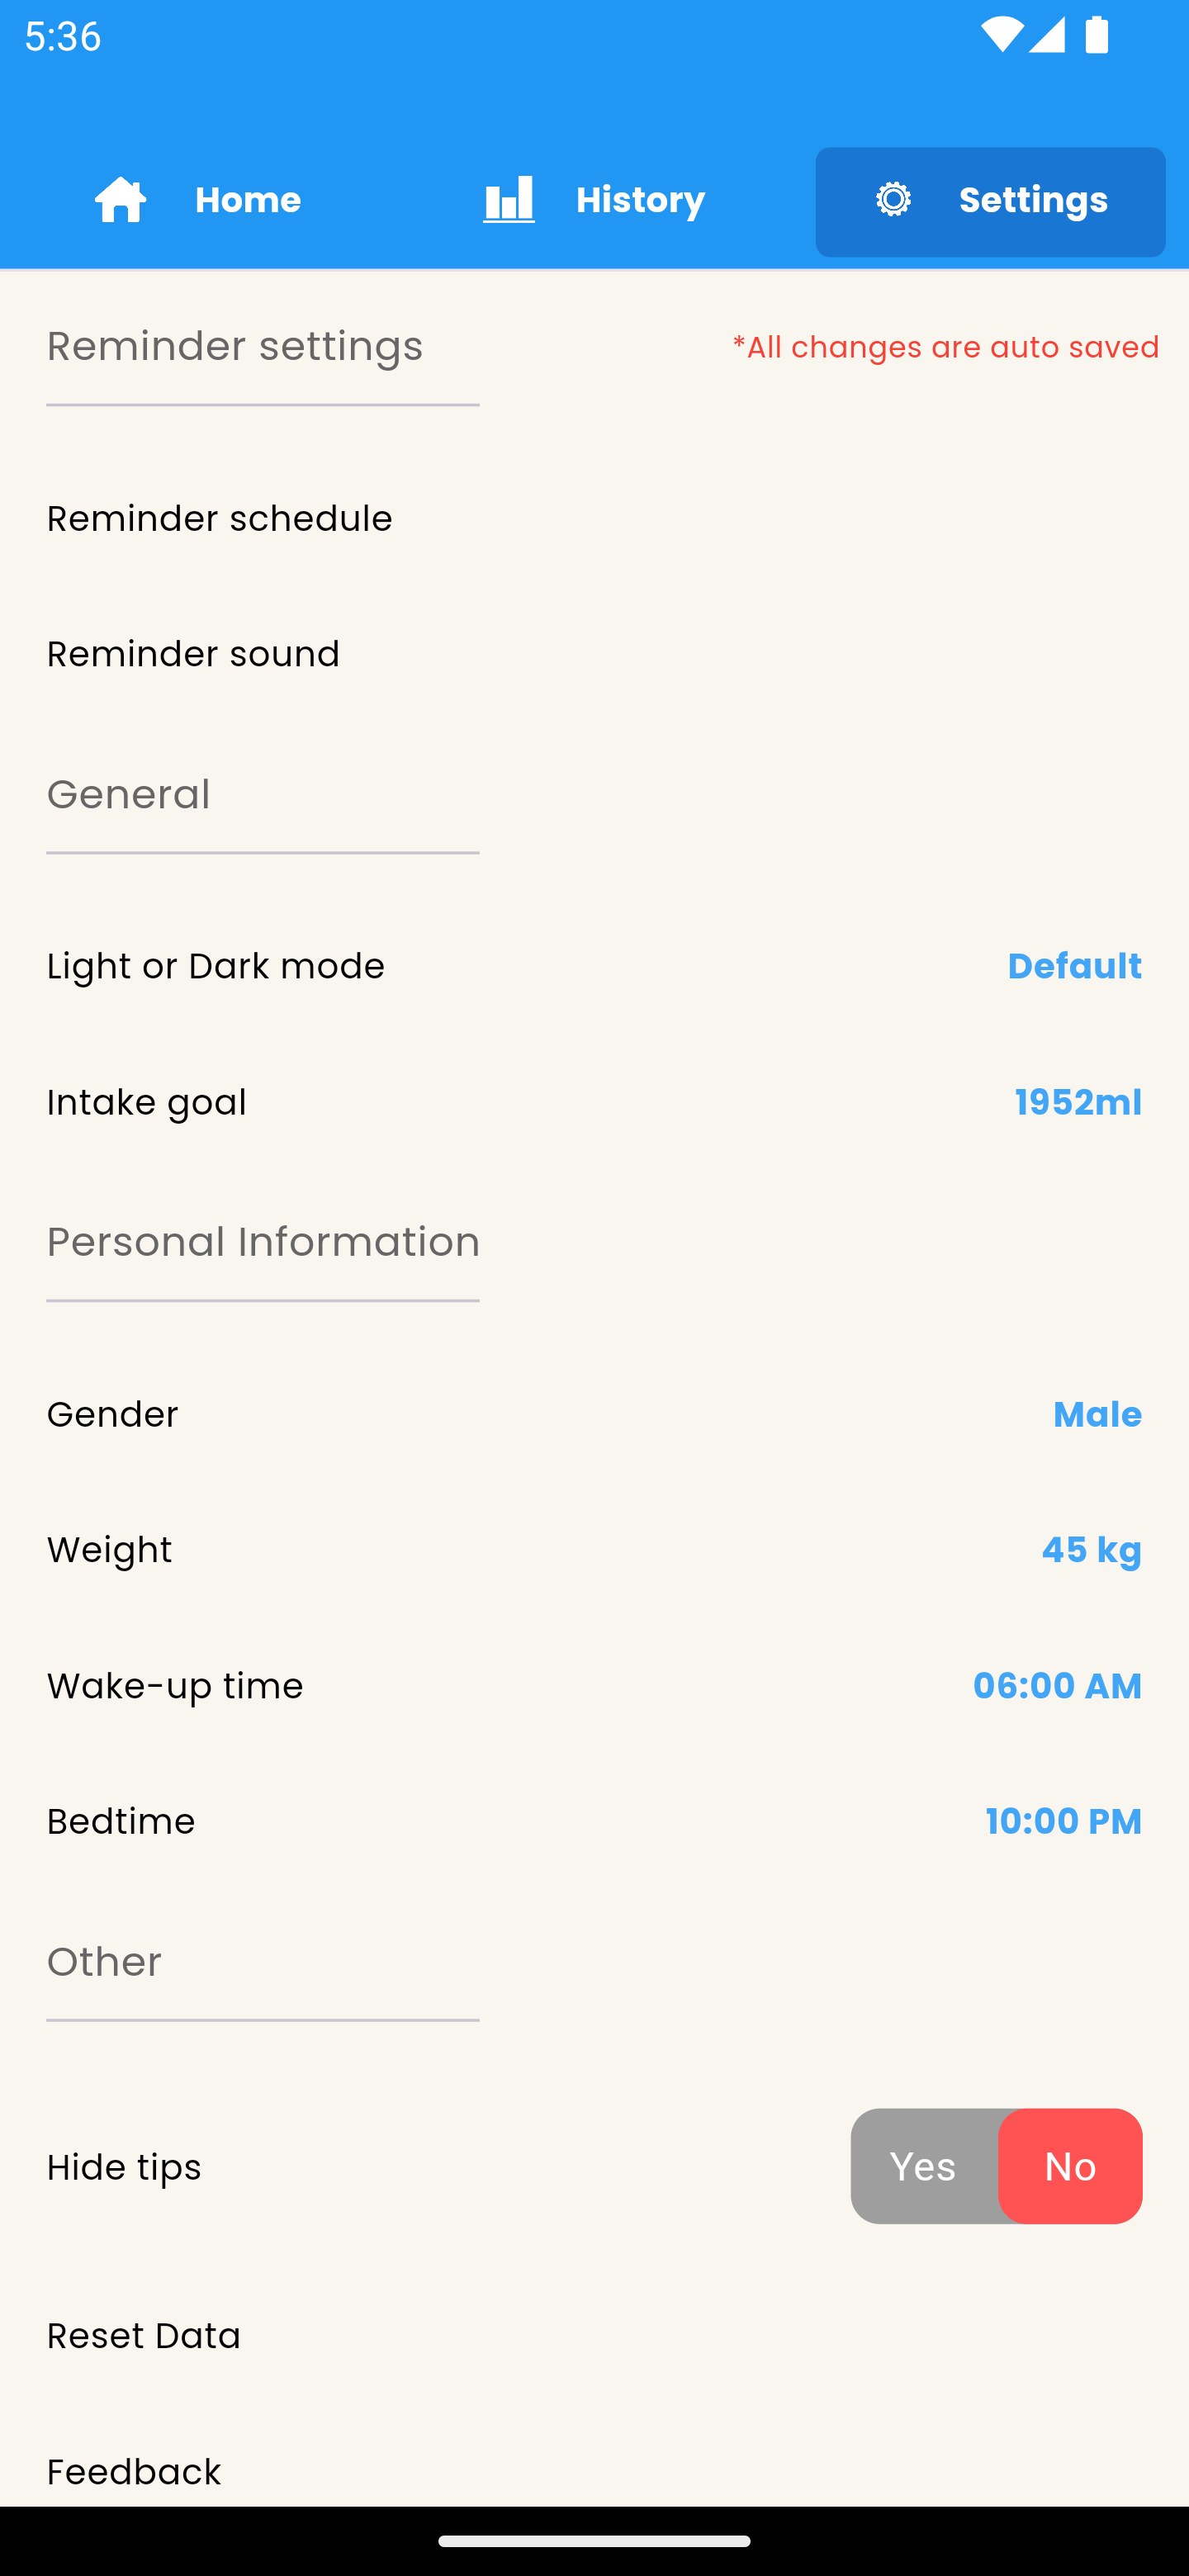 5:36
Home History Settings
Reminder settings *All changes are auto saved
Reminder schedule
Reminder sound
General
Light or Dark mode Default
Intake goal 1952ml
Personal Information
Gender Male
Weight 45 kg
Wake-up time 06:00 AM
Bedtime 10:00 PM
Other
Hide tips Yes No
Reset Data
Feedback